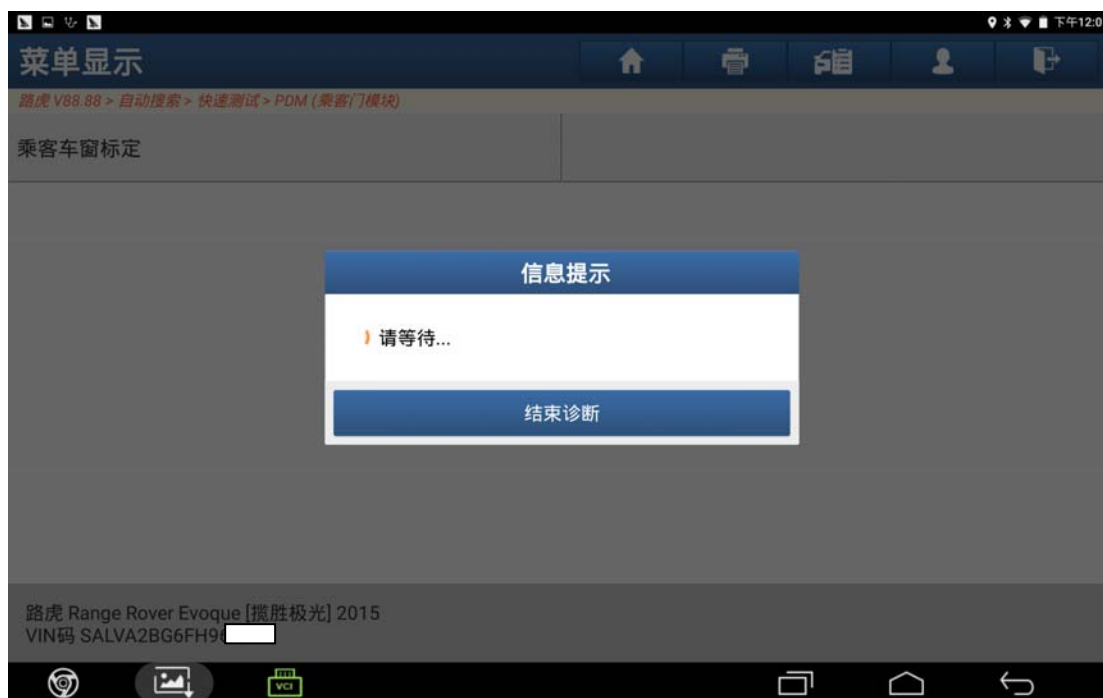 下午12:0
菜单显示
路虎 V88.88 > 自动搜索 > 快速测试 > PDM (乘客门模块)
乘客车窗标定
信息提示
请等待...
结束诊断
路虎 Range Rover Evoque [揽胜极光] 2015
VIN码 SALVA2BG6FH96
VCI